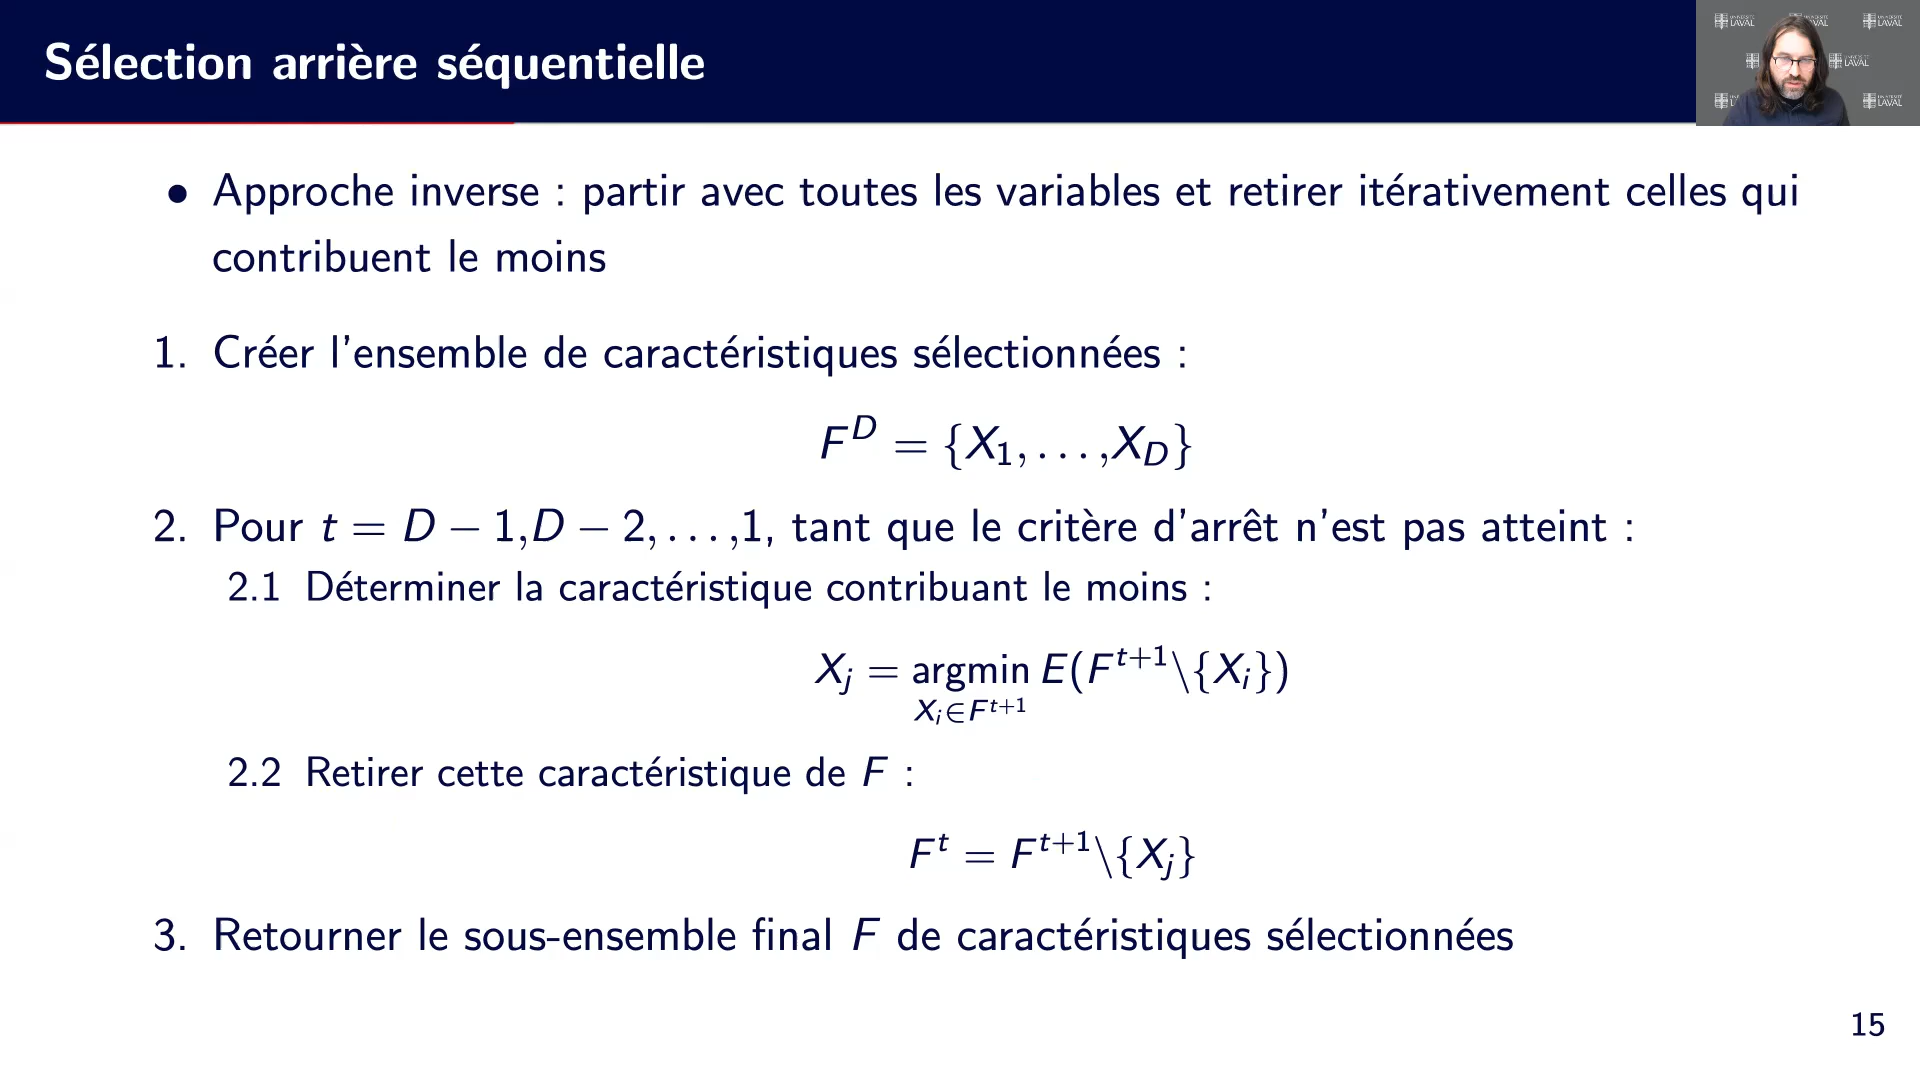 Sélection arrière séquentielle
UNIVERSITÉ LAVAL
• Approche inverse : partir avec toutes les variables et retirer itérativement celles qui
contribuent le moins
1. Créer l'ensemble de caractéristiques sélectionnées :
F^D = {X_1, . . . ,X_D}
2. Pour t = D − 1,D − 2, . . . ,1, tant que le critère d'arrêt n'est pas atteint :
2.1 Déterminer la caractéristique contribuant le moins :
X_j = argmin E(F^{t+1}\{X_i})
X_i∈F^{t+1}
2.2 Retirer cette caractéristique de F :
F^t = F^{t+1}\{X_j}
3. Retourner le sous-ensemble final F de caractéristiques sélectionnées
15